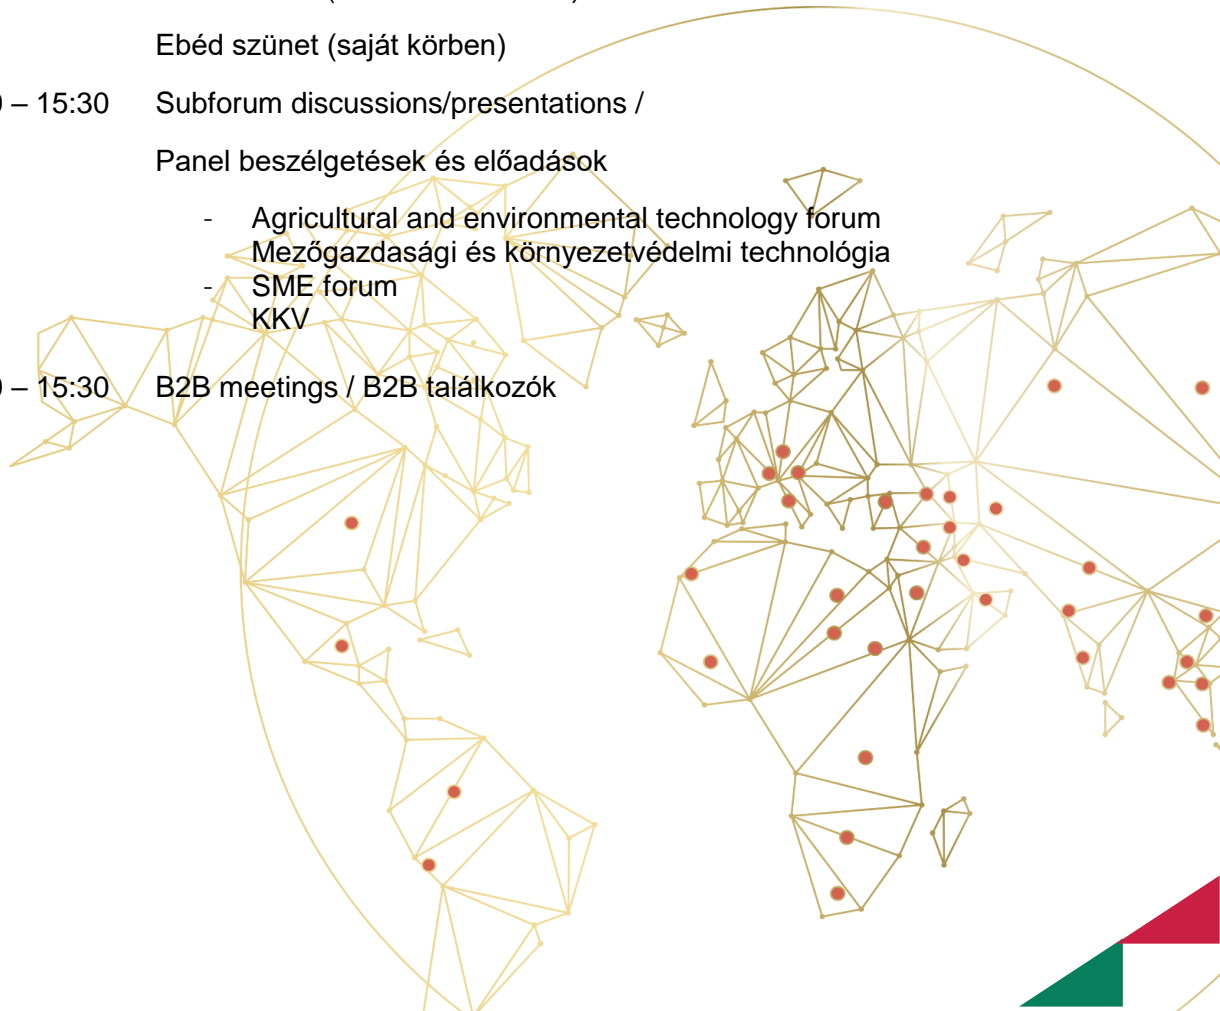 Ebéd szünet (saját körben)
– 15:30 Subforum discussions/presentations /
Panel beszélgetések és előadások
- Agricultural and environmental technology forum
Mezőgazdasági és környezetvédelmi technológia
- SME forum
KKV
– 15:30 B2B meetings / B2B találkozók